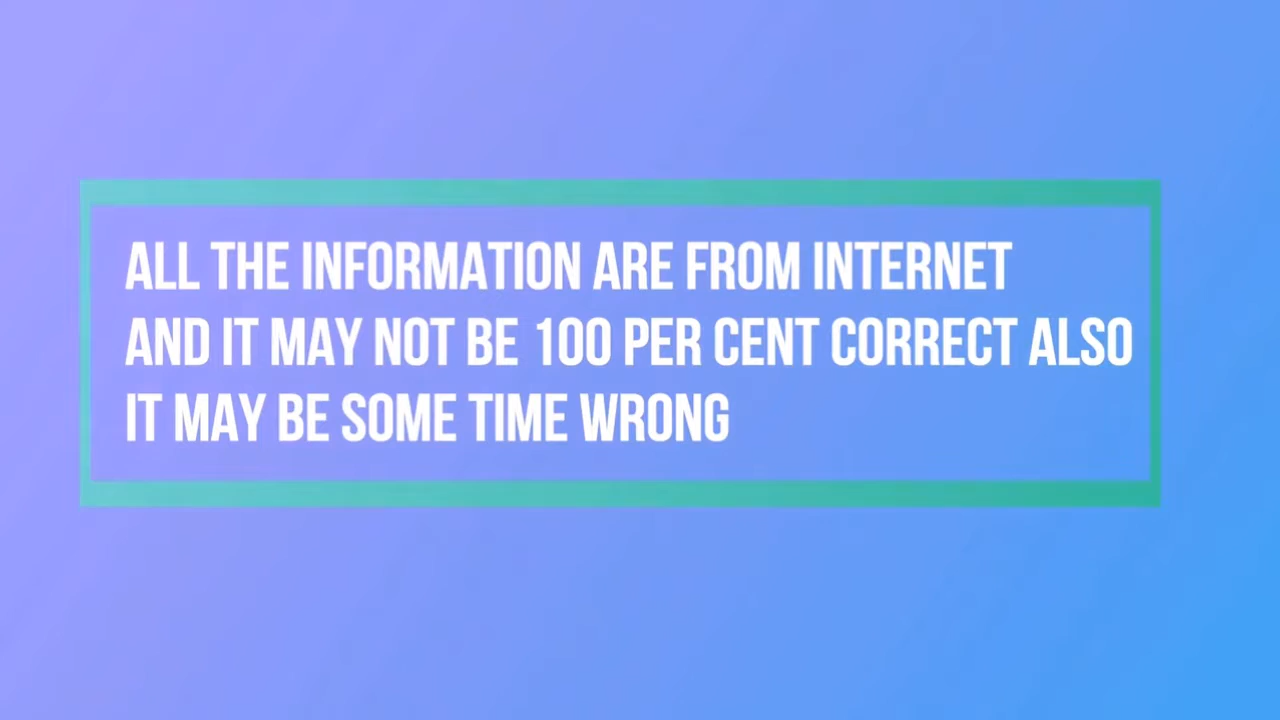 ALL THE INFORMATION ARE FROM INTERNET
AND IT MAY NOT BE 100 PER CENT CORRECT ALSO
IT MAY BE SOME TIME WRONG